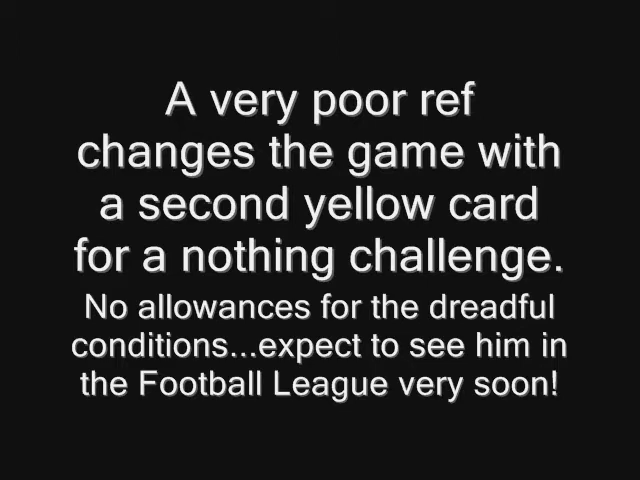 A very poor ref
changes the game with
a second yellow card
for a nothing challenge.
No allowances for the dreadful
conditions...expect to see him in
the Football League very soon!